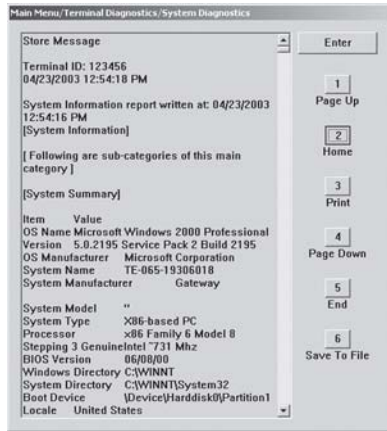 Main Menu/Terminal Diagnostics/System Diagnostics
Store Message
Terminal ID: 123456
04/23/2003 12:54:18 PM
System Information report written at: 04/23/2003
12:54:16 PM
[System Information]
[ Following are sub-categories of this main
category ]
[System Summary]
Item Value
OS Name Microsoft Windows 2000 Professional
Version 5.0.2195 Service Pack 2 Build 2195
OS Manufacturer Microsoft Corporation
System Name TE-065-19306018
System Manufacturer Gateway
System Model "
System Type X86-based PC
Processor x86 Family 6 Model 8
Stepping 3 GenuineIntel ~731 Mhz
BIOS Version 06/08/00
Windows Directory C:\WINNT
System Directory C:\WINNT\System32
Boot Device \Device\Harddisk0\Partition1
Locale United States
Enter
1
Page Up
2
Home
3
Print
4
Page Down
5
End
6
Save To File